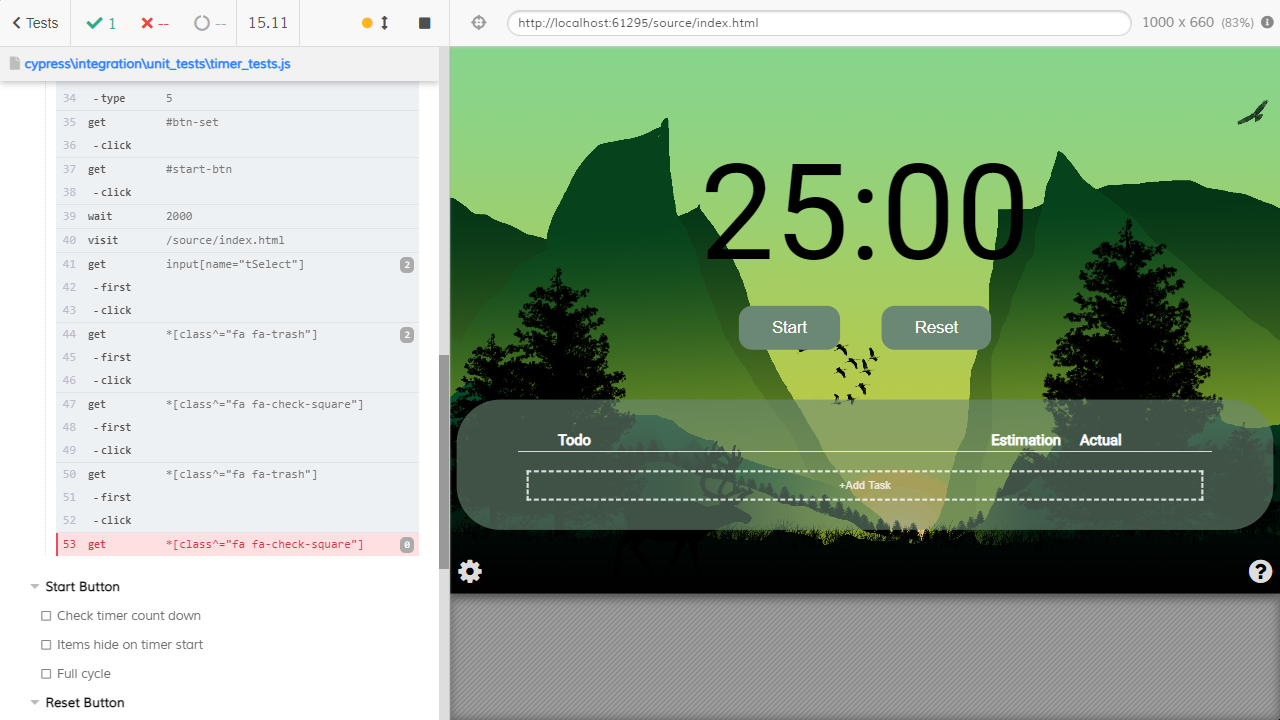 Tests 1 -- -- 15.11
http://localhost:61295/source/index.html 1000 x 660 (83%)
cypress\integration\unit_tests\timer_tests.js
34 - type 5
35 get #btn-set
36 - click
37 get #start-btn
38 - click
39 wait 2000
40 visit /source/index.html
41 get input[name="tSelect"] 2
42 - first
43 - click
44 get *[class^="fa fa-trash"] 2
45 - first
46 - click
47 get *[class^="fa fa-check-square"]
48 - first
49 - click
50 get *[class^="fa fa-trash"]
51 - first
52 - click
53 get *[class^="fa fa-check-square"] 0
Start Button
Check timer count down
Items hide on timer start
Full cycle
Reset Button
25:00
Start Reset
Todo Estimation Actual
+Add Task
?